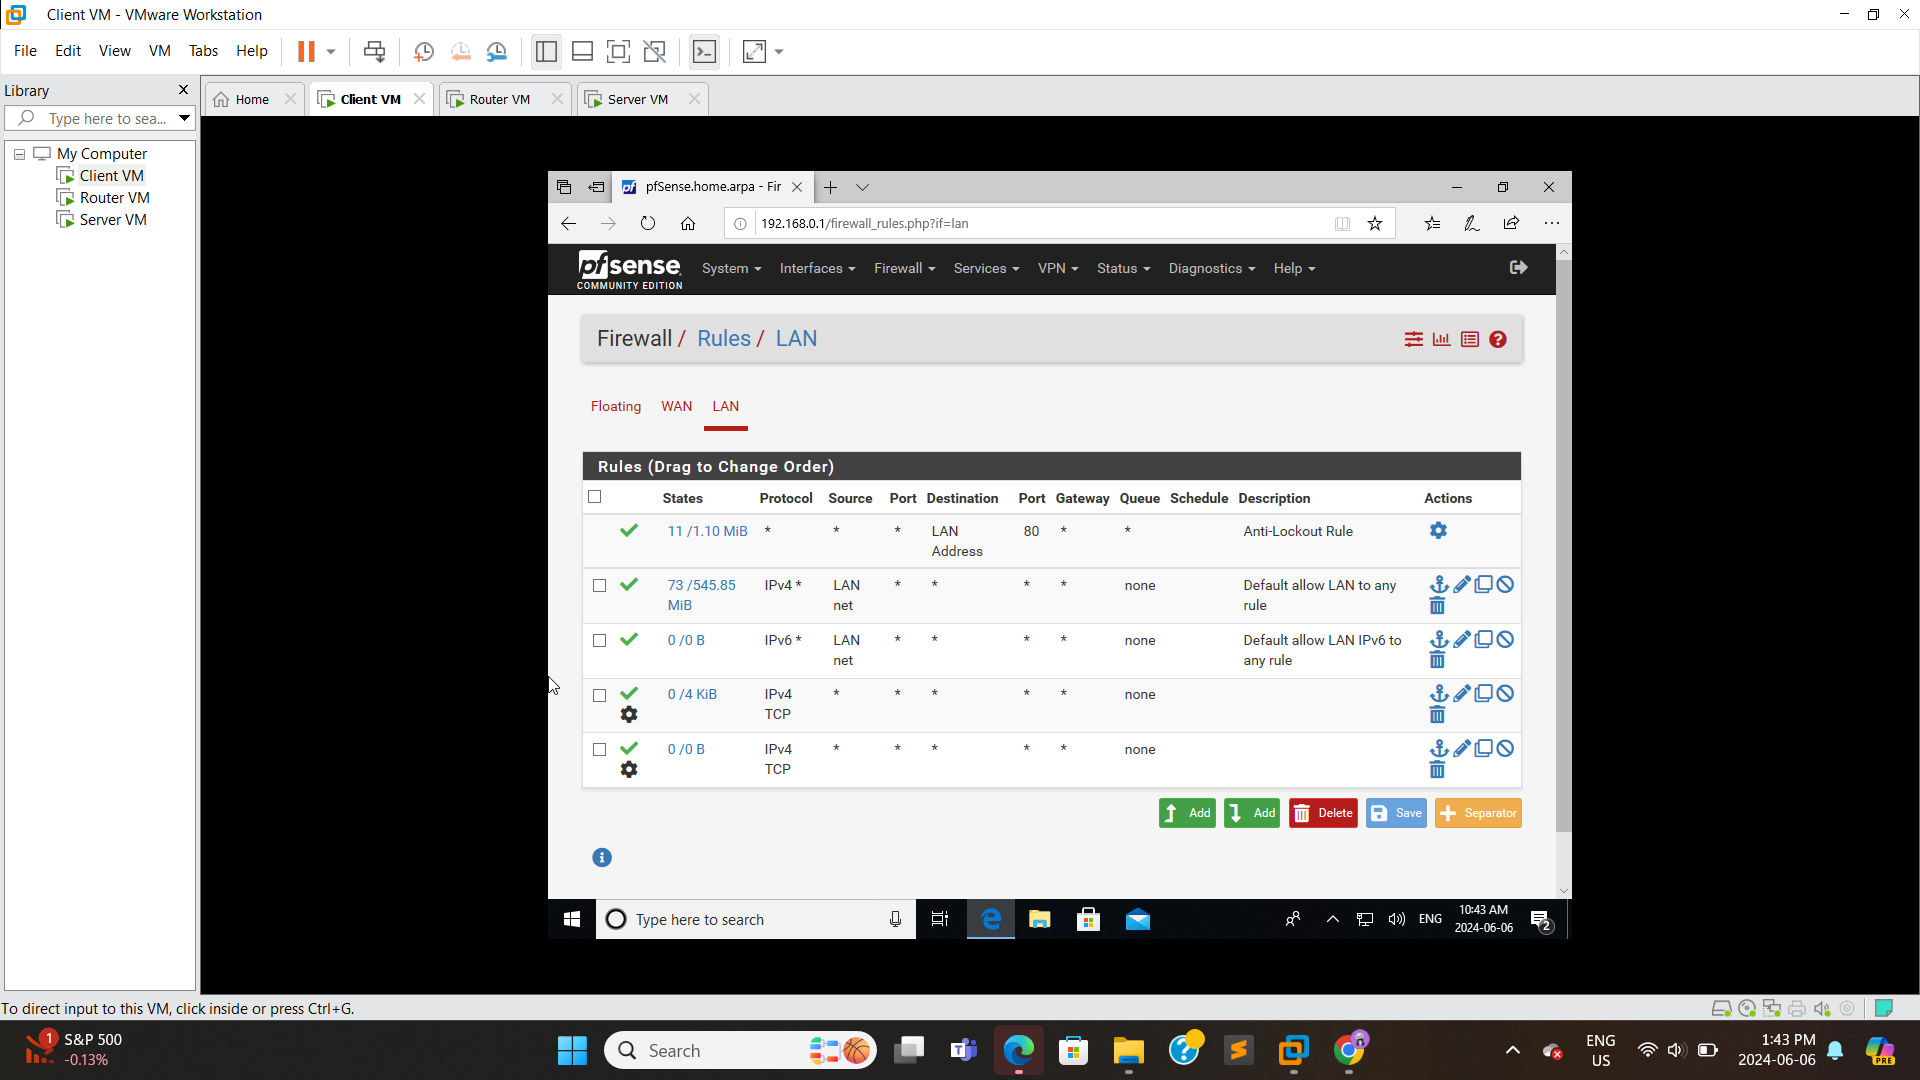 Client VM - VMware Workstation
File Edit View VM Tabs Help
Library
Home Client VM Router VM Server VM
Type here to sea...
My Computer
Client VM
Router VM
Server VM
pfSense.home.arpa - Fir
192.168.0.1/firewall_rules.php?if=lan
pfsense
COMMUNITY EDITION
System Interfaces Firewall Services VPN Status Diagnostics Help
Firewall / Rules / LAN
Floating WAN LAN
Rules (Drag to Change Order)
States Protocol Source Port Destination Port Gateway Queue Schedule Description Actions
11 /1.10 MiB * * * LAN Address 80 * * Anti-Lockout Rule
73 /545.85 MiB IPv4 * LAN net * * * * none Default allow LAN to any rule
0 /0 B IPv6 * LAN net * * * * none Default allow LAN IPv6 to any rule
0 /4 KiB IPv4 TCP * * * * * none
0 /0 B IPv4 TCP * * * * * none
Add Add Delete Save Separator
Type here to search
ENG
10:43 AM
2024-06-06
2
To direct input to this VM, click inside or press Ctrl+G.
1
S&P 500
-0.13%
Search
ENG
US
1:43 PM
2024-06-06
PRE